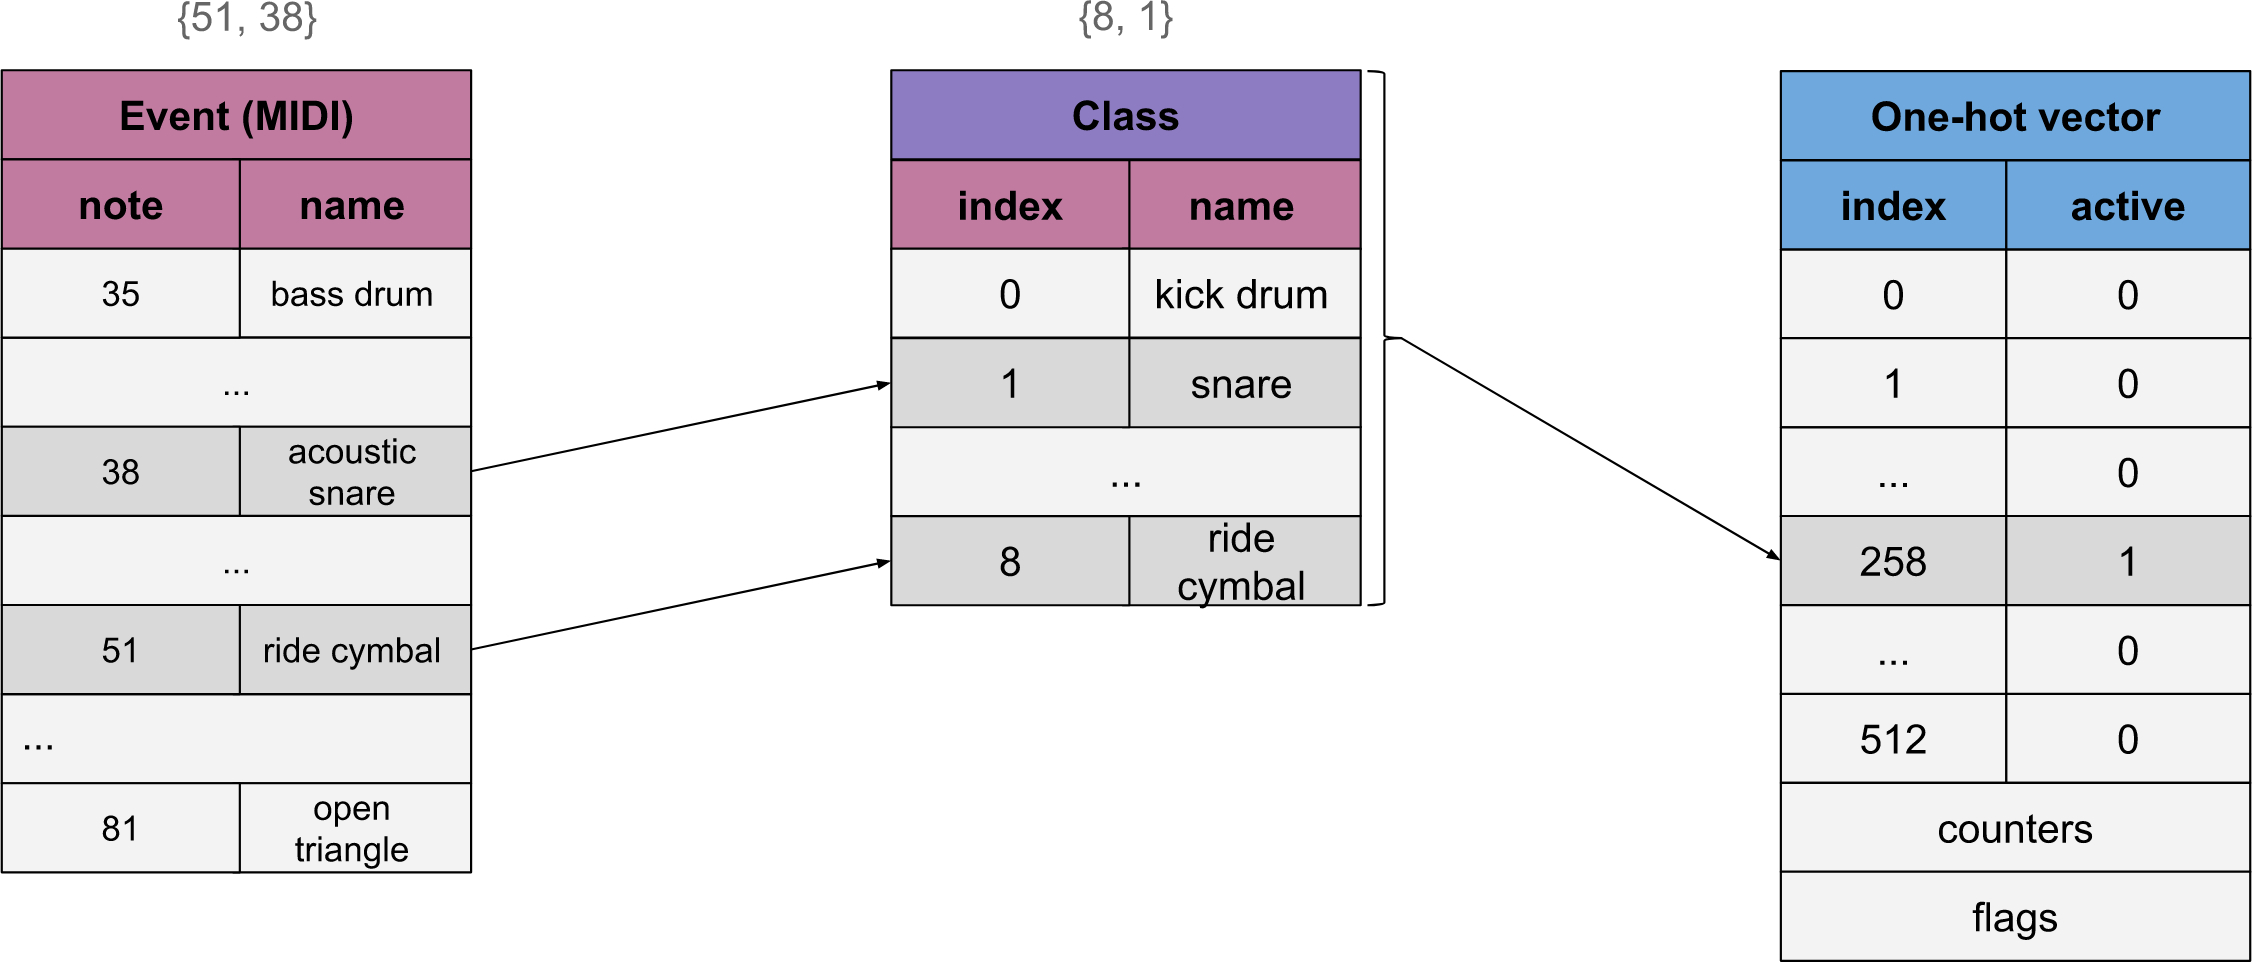 {51, 38}
Event (MIDI)
note name
35 bass drum
...
38 acoustic
snare
...
51 ride cymbal
...
81 open
triangle
{8, 1}
Class
index name
0 kick drum
1 snare
...
8 ride
cymbal
One-hot vector
index active
0 0
1 0
... 0
258 1
... 0
512 0
counters
flags